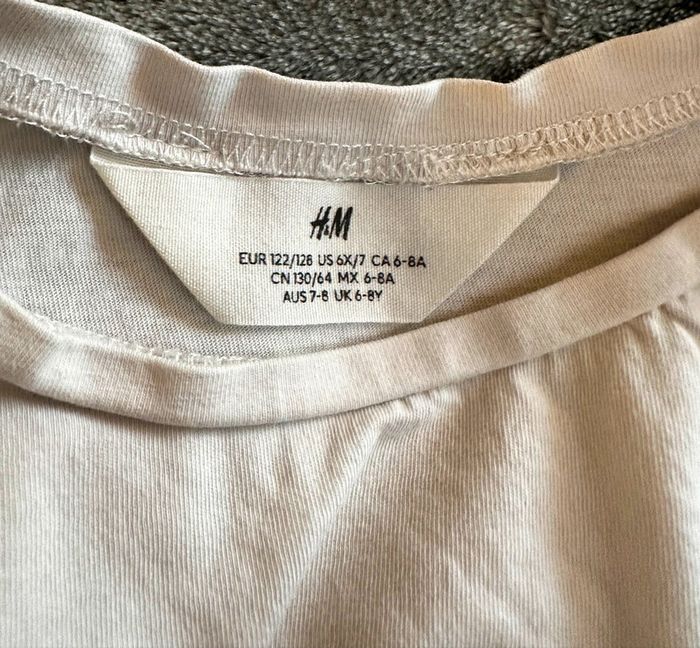 H&M
EUR 122/128 US 6X/7 CA 6-8A
CN 130/64 MX 6-8A
AUS 7-8 UK 6-8Y